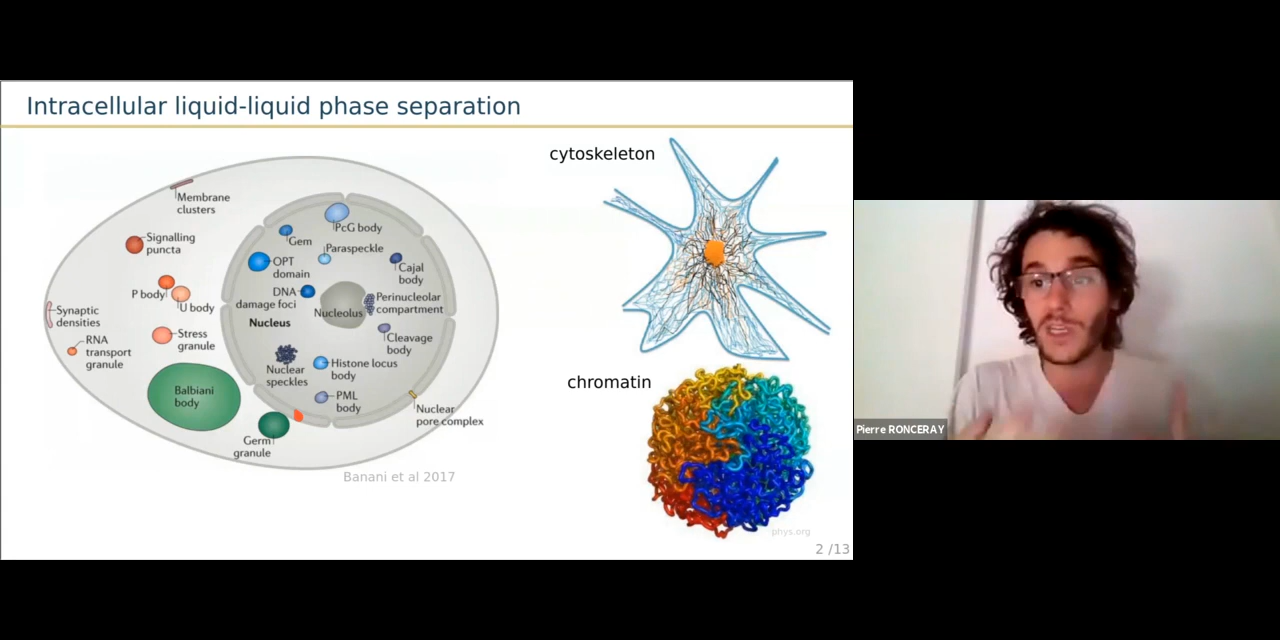 Intracellular liquid-liquid phase separation
Membrane
clusters
Signalling
puncta
P body
U body
Synaptic
densities
RNA
transport
granule
Stress
granule
Balbiani
body
Germ
granule
PcG body
Gem
Paraspeckle
OPT
domain
Cajal
body
DNA
damage foci
Nucleolus
Perinucleolar
compartment
Nucleus
Cleavage
body
Nuclear
speckles
Histone locus
body
PML
body
Nuclear
pore complex
Banani et al 2017
cytoskeleton
chromatin
phys.org
2 /13
Pierre RONCERAY